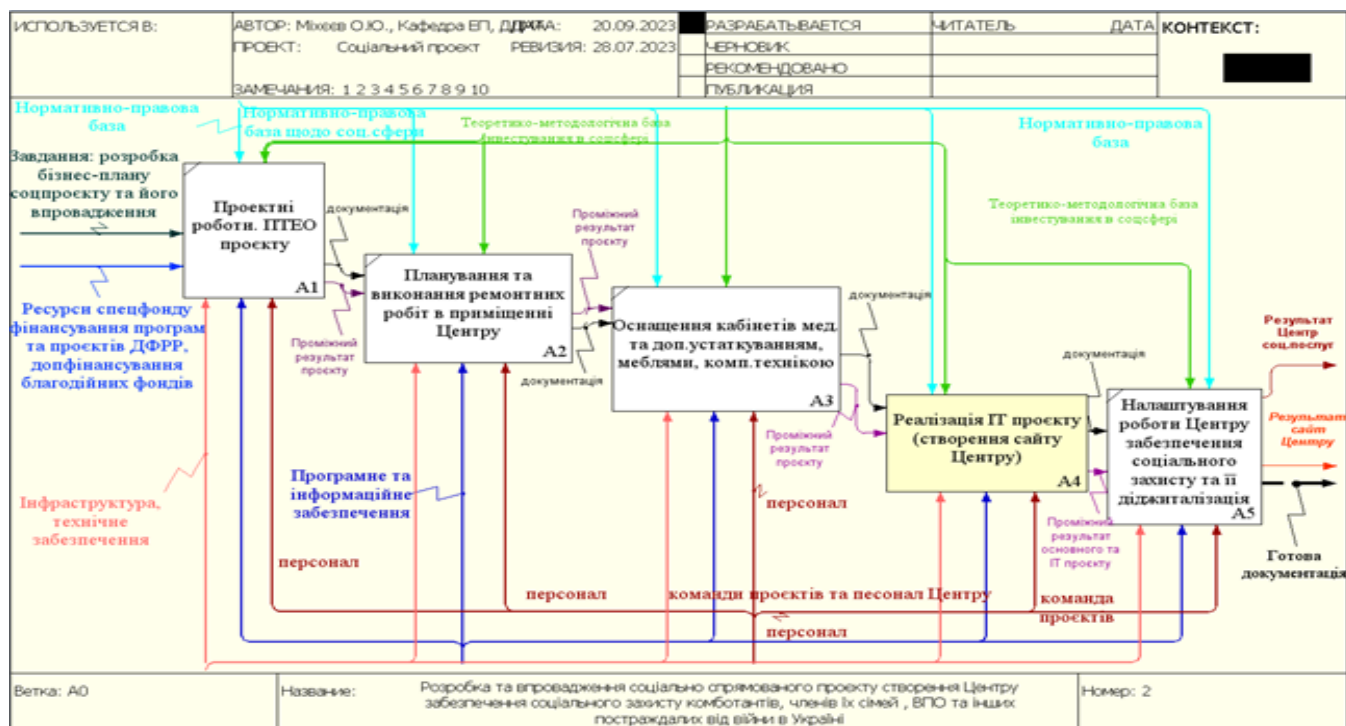 ИСПОЛЬЗУЕТСЯ В:
АВТОР: Міхеєв О.Ю., Кафедра ЕП,
ДАТА: 20.09.2023
ПРОЕКТ: Соціальний проект
РЕВИЗИЯ: 28.07.2023
ЗАМЕЧАНИЯ: 1 2 3 4 5 6 7 8 9 10
РАЗРАБАТЫВАЕТСЯ
ЧЕРНОВИК
РЕКОМЕНДОВАНО
ПУБЛИКАЦИЯ
ЧИТАТЕЛЬ
ДАТА
КОНТЕКСТ:
Нормативно-правова
база
Нормативно-правова
база щодо соц.сфери
Теоретико-методологічна база
інвестування в соцсфері
Нормативно-правова
база
Завдання: розробка
бізнес-плану
соцпроєкту та його
впровадження
Проектні
роботи. ПТЕО
проєкту
A1
документація
Проміжний
результат
проєкту
Теоретико-методологічна база
інвестування в соцсфері
Планування та
виконання ремонтних
робіт в приміщенні
Центру
A2
документація
Ресурси спецфонду
фінансування програм
та проєктів ДФРР,
допфінансування
благодійних фондів
Проміжний
результат
проєкту
документація
Оснащення кабінетів мед.
та доп.устаткуванням,
меблями, комп.технікою
A3
Результат
Центр
соц.послуг
документація
Проміжний
результат
проєкту
Реалізація ІТ проєкту
(створення сайту
Центру)
A4
Налаштування
роботи Центру
забезпечення
соціального
захисту та її
діджиталізація
A5
Результат
сайт
Центру
Інфраструктура,
технічне
забезпечення
Програмне та
інформаційне
забезпечення
персонал
Проміжний
результат
основного та
ІТ проєкту
Готова
документація
персонал
персонал
команди проєктів та песонал Центру
команда
проєктів
персонал
Ветка: A0
Название:
Розробка та впровадження соціально спрямованого проекту створення Центру
забезпечення соціального захисту комботантів, членів їх сімей , ВПО та інших
постраждалих від війни в Україні
Номер: 2